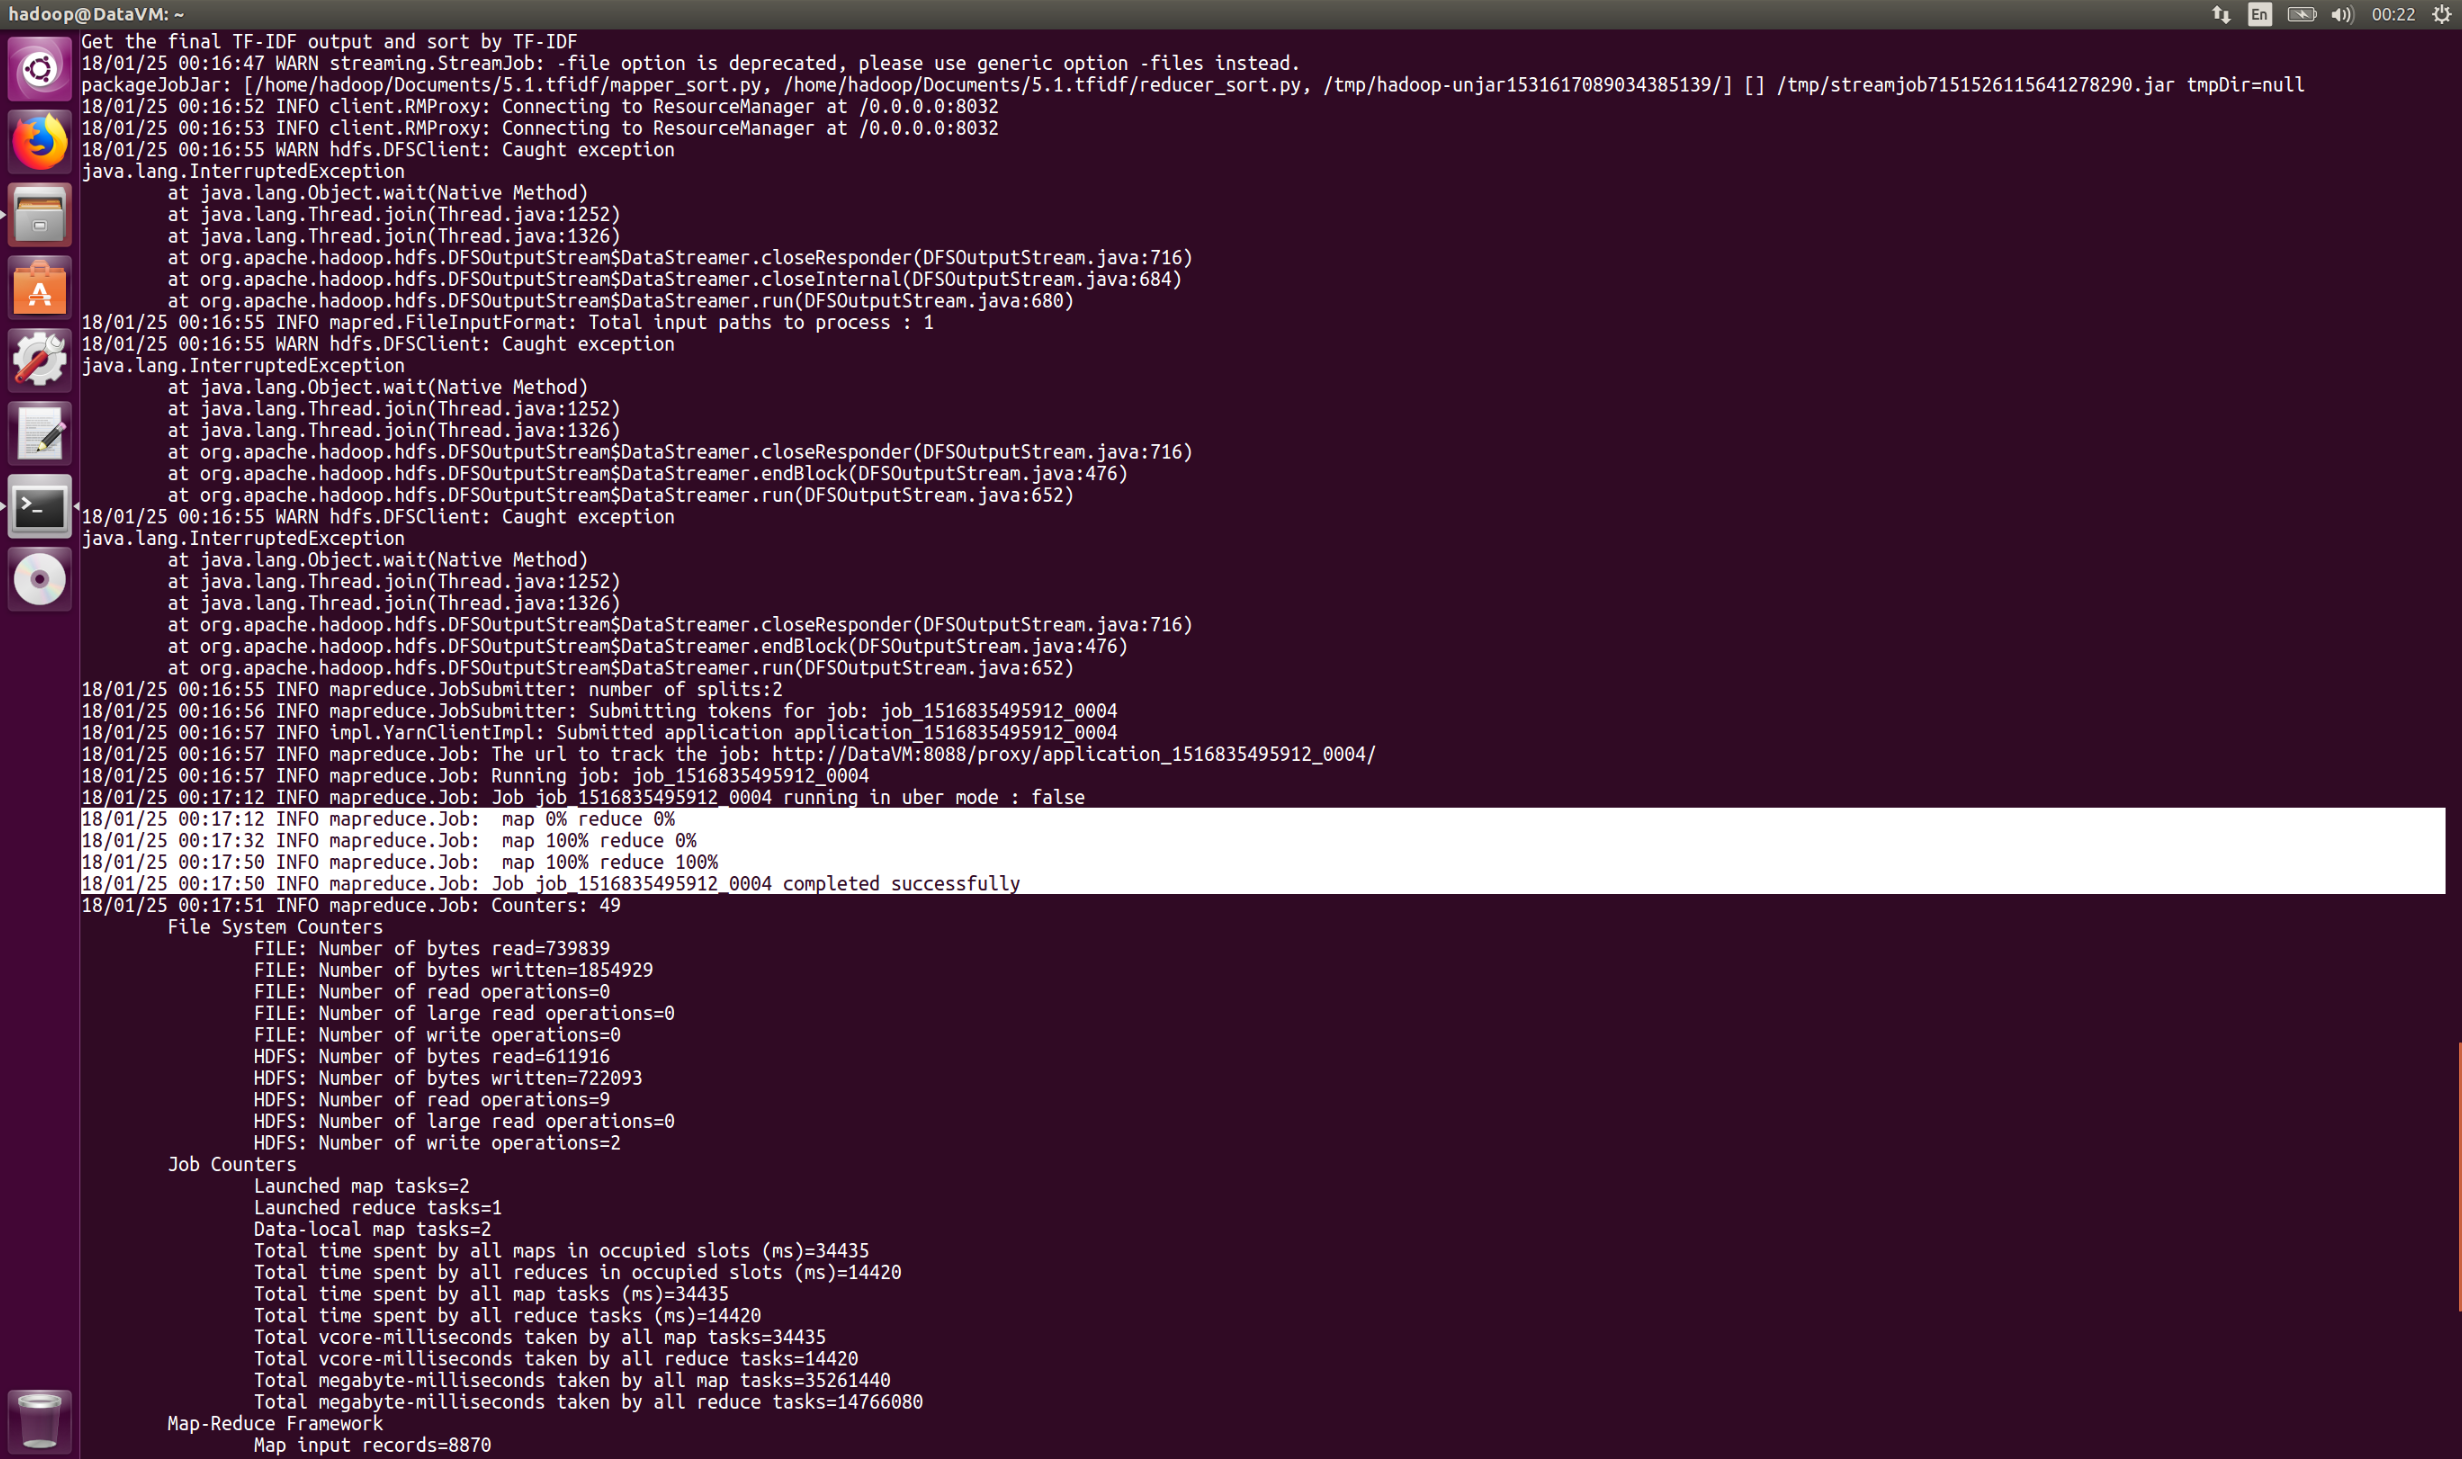 hadoop@DataVM: ~
En
00:22
Get the final TF-IDF output and sort by TF-IDF
18/01/25 00:16:47 WARN streaming.StreamJob: -file option is deprecated, please use generic option -files instead.
packageJobJar: [/home/hadoop/Documents/5.1.tfidf/mapper_sort.py, /home/hadoop/Documents/5.1.tfidf/reducer_sort.py, /tmp/hadoop-unjar1531617089034385139/] [] /tmp/streamjob7151526115641278290.jar tmpDir=null
18/01/25 00:16:52 INFO client.RMProxy: Connecting to ResourceManager at /0.0.0.0:8032
18/01/25 00:16:53 INFO client.RMProxy: Connecting to ResourceManager at /0.0.0.0:8032
18/01/25 00:16:55 WARN hdfs.DFSClient: Caught exception
java.lang.InterruptedException
at java.lang.Object.wait(Native Method)
at java.lang.Thread.join(Thread.java:1252)
at java.lang.Thread.join(Thread.java:1326)
at org.apache.hadoop.hdfs.DFSOutputStream$DataStreamer.closeResponder(DFSOutputStream.java:716)
at org.apache.hadoop.hdfs.DFSOutputStream$DataStreamer.closeInternal(DFSOutputStream.java:684)
at org.apache.hadoop.hdfs.DFSOutputStream$DataStreamer.run(DFSOutputStream.java:680)
18/01/25 00:16:55 INFO mapred.FileInputFormat: Total input paths to process : 1
18/01/25 00:16:55 WARN hdfs.DFSClient: Caught exception
java.lang.InterruptedException
at java.lang.Object.wait(Native Method)
at java.lang.Thread.join(Thread.java:1252)
at java.lang.Thread.join(Thread.java:1326)
at org.apache.hadoop.hdfs.DFSOutputStream$DataStreamer.closeResponder(DFSOutputStream.java:716)
at org.apache.hadoop.hdfs.DFSOutputStream$DataStreamer.endBlock(DFSOutputStream.java:476)
at org.apache.hadoop.hdfs.DFSOutputStream$DataStreamer.run(DFSOutputStream.java:652)
18/01/25 00:16:55 WARN hdfs.DFSClient: Caught exception
java.lang.InterruptedException
at java.lang.Object.wait(Native Method)
at java.lang.Thread.join(Thread.java:1252)
at java.lang.Thread.join(Thread.java:1326)
at org.apache.hadoop.hdfs.DFSOutputStream$DataStreamer.closeResponder(DFSOutputStream.java:716)
at org.apache.hadoop.hdfs.DFSOutputStream$DataStreamer.endBlock(DFSOutputStream.java:476)
at org.apache.hadoop.hdfs.DFSOutputStream$DataStreamer.run(DFSOutputStream.java:652)
18/01/25 00:16:55 INFO mapreduce.JobSubmitter: number of splits:2
18/01/25 00:16:56 INFO mapreduce.JobSubmitter: Submitting tokens for job: job_1516835495912_0004
18/01/25 00:16:57 INFO impl.YarnClientImpl: Submitted application application_1516835495912_0004
18/01/25 00:16:57 INFO mapreduce.Job: The url to track the job: http://DataVM:8088/proxy/application_1516835495912_0004/
18/01/25 00:16:57 INFO mapreduce.Job: Running job: job_1516835495912_0004
18/01/25 00:17:12 INFO mapreduce.Job: Job job_1516835495912_0004 running in uber mode : false
18/01/25 00:17:12 INFO mapreduce.Job:  map 0% reduce 0%
18/01/25 00:17:32 INFO mapreduce.Job:  map 100% reduce 0%
18/01/25 00:17:50 INFO mapreduce.Job:  map 100% reduce 100%
18/01/25 00:17:50 INFO mapreduce.Job: Job job_1516835495912_0004 completed successfully
18/01/25 00:17:51 INFO mapreduce.Job: Counters: 49
File System Counters
FILE: Number of bytes read=739839
FILE: Number of bytes written=1854929
FILE: Number of read operations=0
FILE: Number of large read operations=0
FILE: Number of write operations=0
HDFS: Number of bytes read=611916
HDFS: Number of bytes written=722093
HDFS: Number of read operations=9
HDFS: Number of large read operations=0
HDFS: Number of write operations=2
Job Counters
Launched map tasks=2
Launched reduce tasks=1
Data-local map tasks=2
Total time spent by all maps in occupied slots (ms)=34435
Total time spent by all reduces in occupied slots (ms)=14420
Total time spent by all map tasks (ms)=34435
Total time spent by all reduce tasks (ms)=14420
Total vcore-milliseconds taken by all map tasks=34435
Total vcore-milliseconds taken by all reduce tasks=14420
Total megabyte-milliseconds taken by all map tasks=35261440
Total megabyte-milliseconds taken by all reduce tasks=14766080
Map-Reduce Framework
Map input records=8870